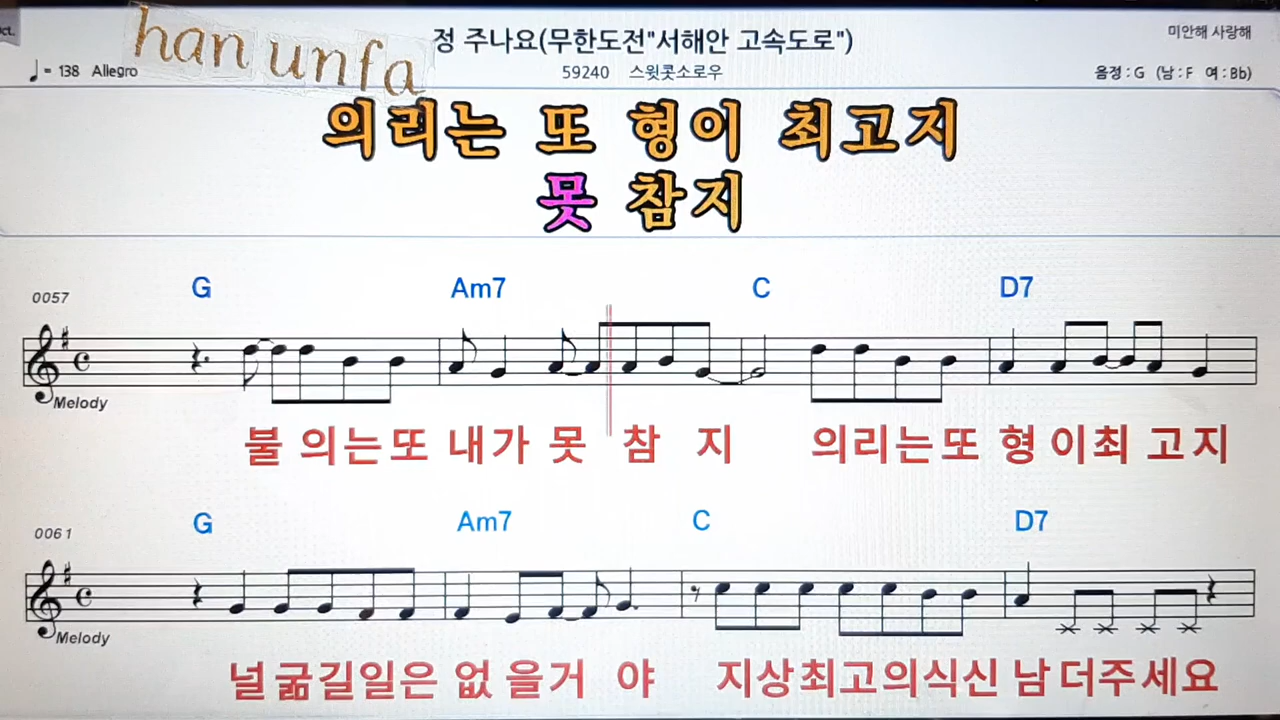 ct.
han unfa
정 주나요(무한도전"서해안 고속도로")
미안해 사랑해
♩= 138 Allegro
59240 스윗콧소로우
음정 : G (남 : F 여 : Bb)
의리는 또 형이 최고지
못 참지
0057
G Am7 C D7
Melody
불 의는또 내가 못 참 지 의리는또 형 이최 고지
0061
G Am7 C D7
Melody
널굶길일은 없 을거 야 지상최고의식신 남 더주세요